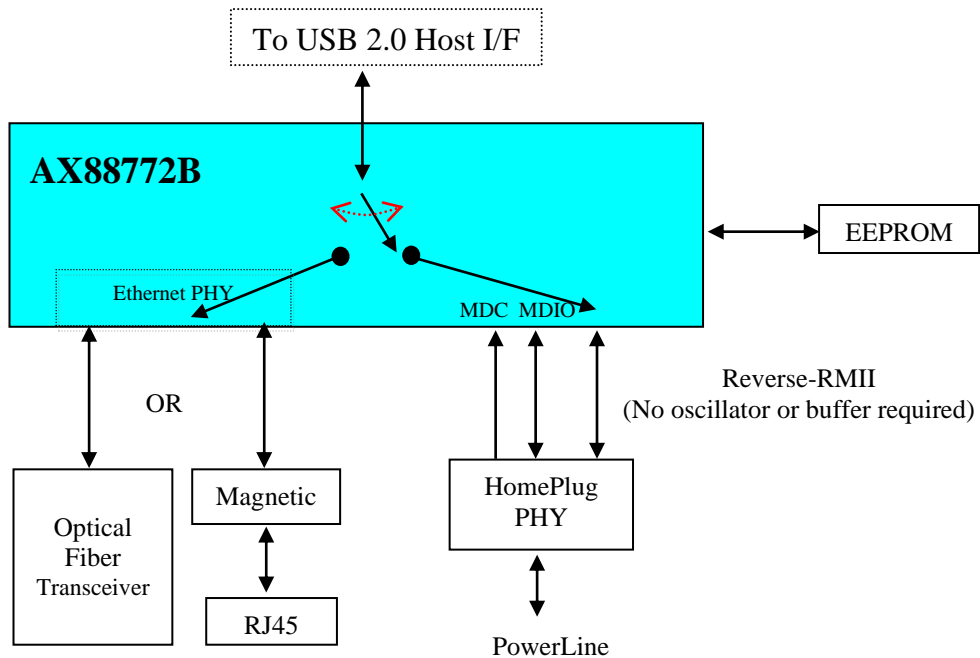 To USB 2.0 Host I/F
AX88772B
EEPROM
Ethernet PHY
MDC MDIO
Reverse-RMII
(No oscillator or buffer required)
OR
Optical
Fiber
Transceiver
Magnetic
RJ45
HomePlug
PHY
PowerLine